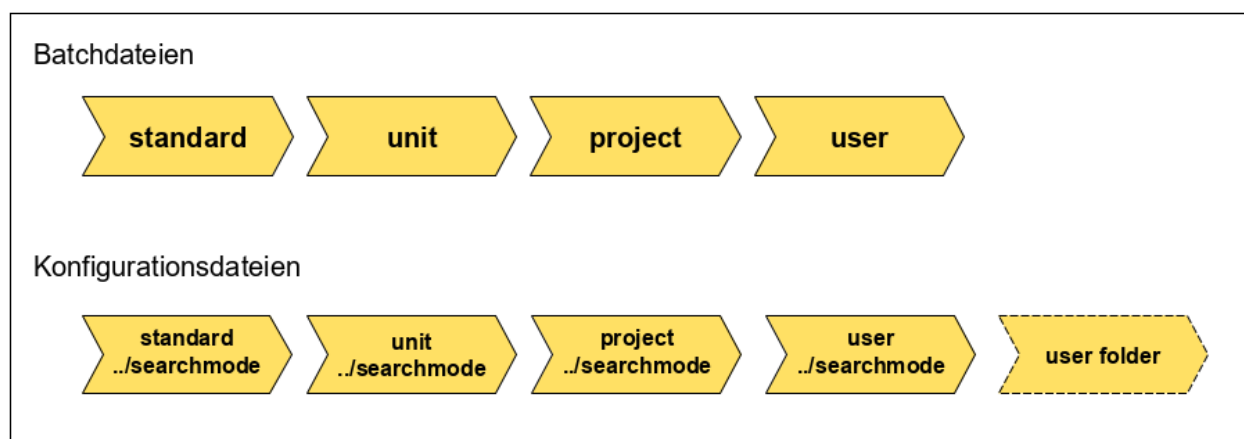 Batchdateien
standard
unit
project
user
Konfigurationsdateien
standard
../searchmode
unit
../searchmode
project
../searchmode
user
../searchmode
user folder